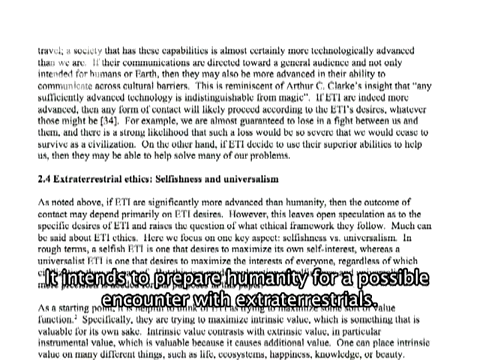 travel; a society that has these capabilities is almost certainly more technologically advanced
than we are. If their communications are directed toward a general audience and not only
intended for humans or Earth, then they may also be more advanced in their ability to
communicate across cultural barriers. This is reminiscent of Arthur C. Clarke's insight that "any
sufficiently advanced technology is indistinguishable from magic". If ETI are indeed more
advanced, then any form of contact will likely proceed according to the ETI's desires, whatever
those might be [34]. For example, we are almost guaranteed to lose in a fight between us and
them, and there is a strong likelihood that such a loss would be so severe that we would cease to
survive as a civilization. On the other hand, if ETI decide to use their superior abilities to help
us, then they may be able to help solve many of our problems.
2.4 Extraterrestrial ethics: Selfishness and universalism
As noted above, if ETI are significantly more advanced than humanity, then the outcome of
contact may depend primarily on ETI desires. However, this leaves open speculation as to the
specific desires of ETI and raises the question of what ethical framework they follow. Much can
be said about ETI ethics. Here we focus on one key aspect: selfishness vs. universalism. In
rough terms, a selfish ETI is one that desires to maximize its own self-interest, whereas a
universalist ETI is one that desires to maximize the interests of everyone, regardless of which
It intends to prepare humanity for a possible
encounter with extraterrestrials.
As a starting point, it is helpful to think of ETI as trying to maximize some sort of value
function.² Specifically, they are trying to maximize intrinsic value, which is something that is
valuable for its own sake. Intrinsic value contrasts with extrinsic value, in particular
instrumental value, which is valuable because it causes additional value. One can place intrinsic
value on many different things, such as life, ecosystems, happiness, knowledge, or beauty.